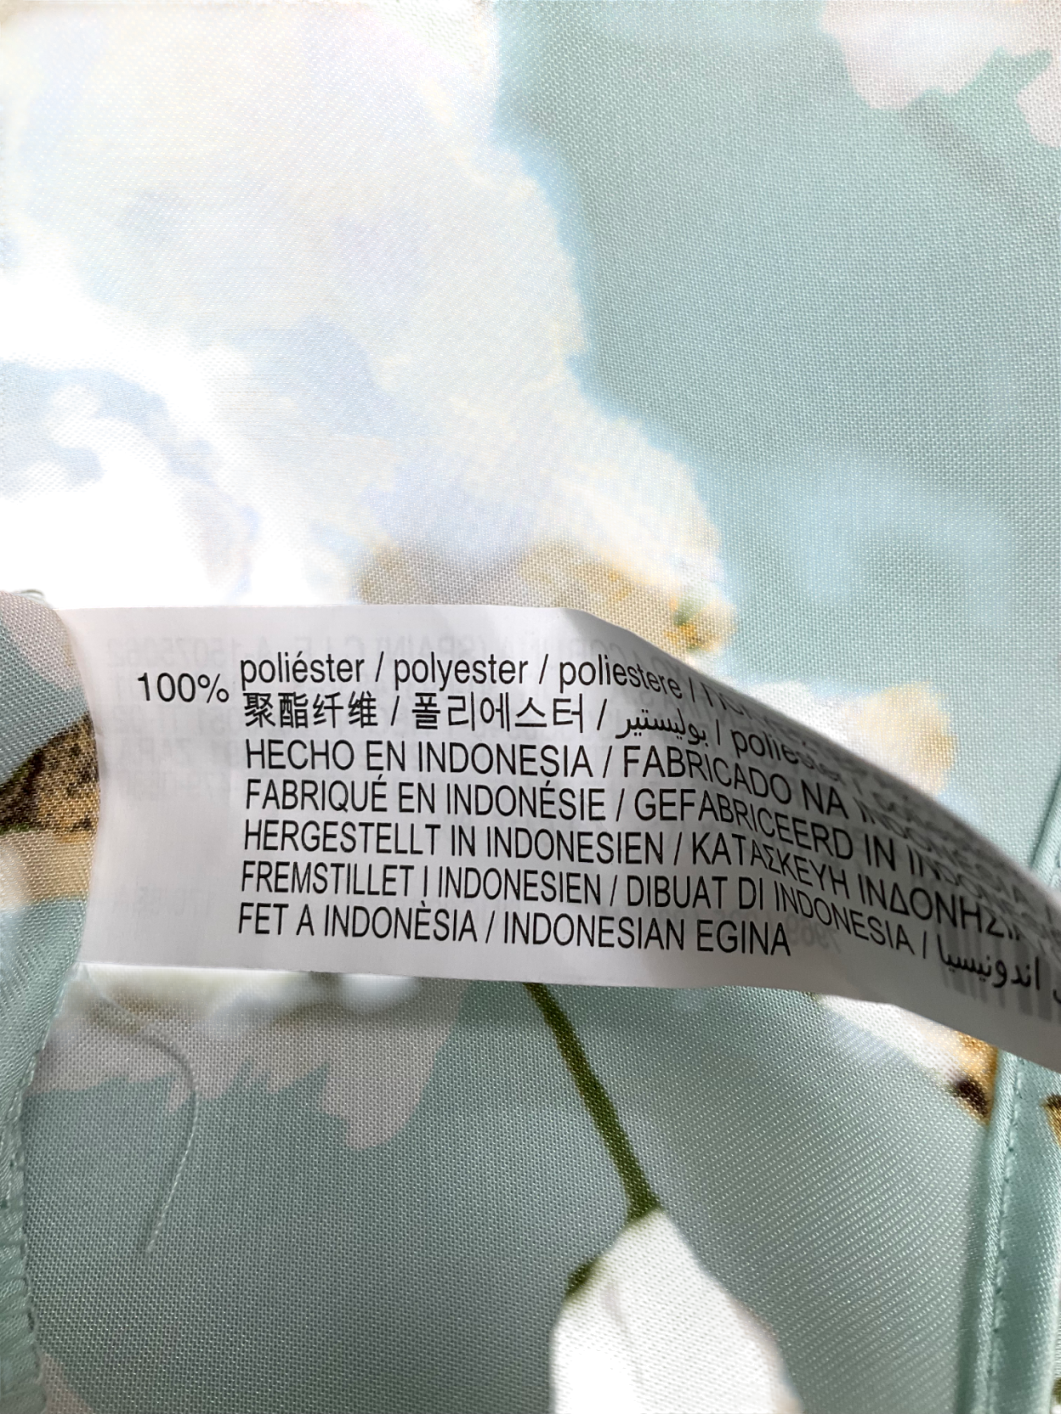 100% poliéster / polyester / poliestere /
聚酯纤维 / 폴리에스터 / بوليستير / poliester
HECHO EN INDONESIA / FABRICADO NA INDONÉSIA
FABRIQUÉ EN INDONÉSIE / GEFABRICEERD IN
HERGESTELLT IN INDONESIEN / ΚΑΤΑΣΚΕΥΗ ΙΝΔΟΝΗΣΙΑ
FREMSTILLET I INDONESIEN / DIBUAT DI INDONESIA / اندونيسيا
FET A INDONÈSIA / INDONESIAN EGINA